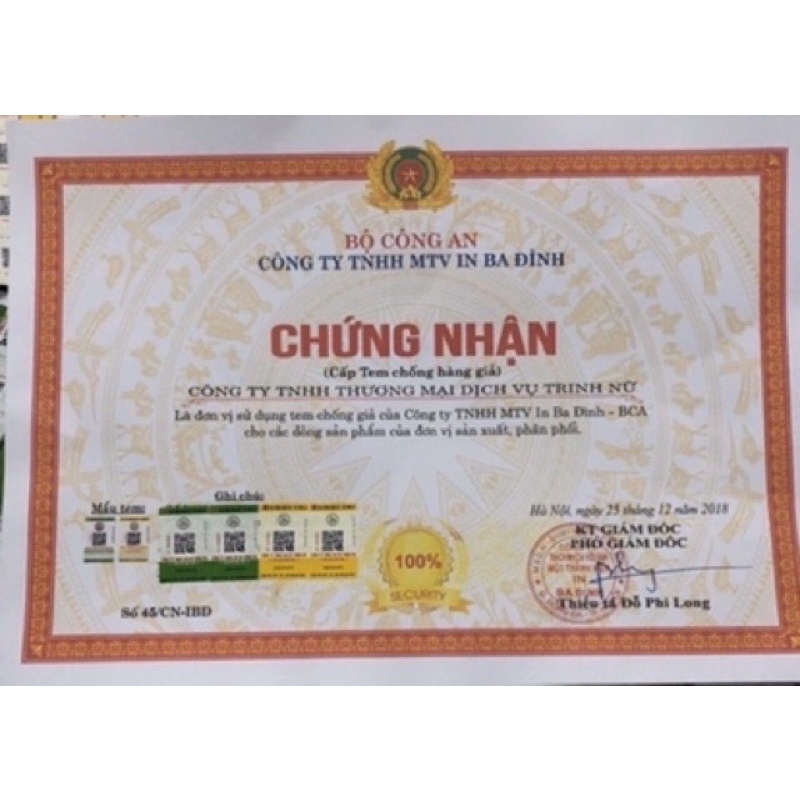 BỘ CÔNG AN
CÔNG TY TNHH MTV IN BA ĐÌNH
CHỨNG NHẬN
(Cấp Tem chống hàng giả)
CÔNG TY TNHH THƯƠNG MẠI DỊCH VỤ TRINH NỮ
Là đơn vị sử dụng tem chống giả của Công ty TNHH MTV In Ba Đình - BCA
cho các dòng sản phẩm của đơn vị sản xuất, phân phối.
Mẫu tem:
Ghi chú:
Hà Nội, ngày 25 tháng 12 năm 2018
KT GIÁM ĐỐC
PHÓ GIÁM ĐỐC
100%
SECURITY
IN
BA ĐÌNH
Số 45/CN-IBD
Thiếu tá Đỗ Phi Long